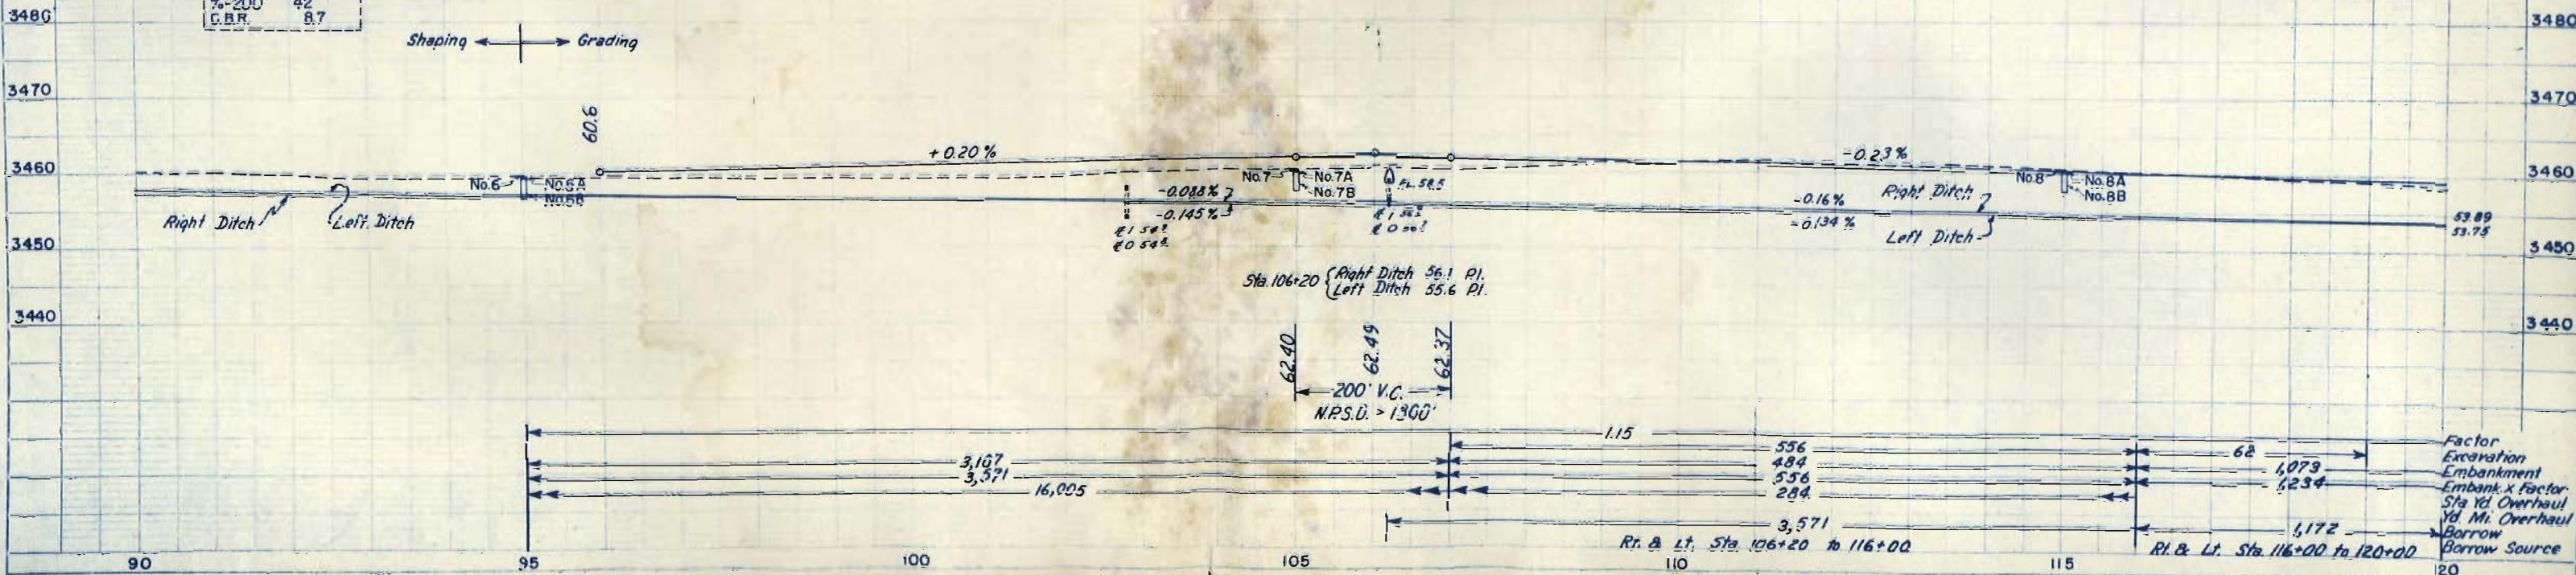 %-200 42
C.B.R. 8.7
3480
3480
Shaping Grading
3470
3470
60.6
+0.20%
-0.23%
3460
3460
No.6 No.6A
No.6B
No.7 No.7A
No.7B
FL. 58.5
No.8 No.8A
No.8B
-0.088%
-0.145%
-0.16%
-0.134%
Right Ditch
Left Ditch
Right Ditch
Left Ditch
53.89
53.75
3450
3450
Sta. 106+20 Right Ditch 56.1 P.I.
Left Ditch 55.6 P.I.
3440
3440
62.40
62.49
62.37
200' V.C.
N.P.S.D. > 1300'
1.15
Factor
556
62
Excavation
3,107
484
1,073
Embankment
3,571
556
1,234
Embank x Factor
16,005
284
Sta Yd. Overhaul
Yd. Mi. Overhaul
3,571
1,172
Borrow
Rt. & Lt. Sta. 106+20 to 116+00
Rt. & Lt. Sta. 116+00 to 120+00
Borrow Source
90 95 100 105 110 115 120